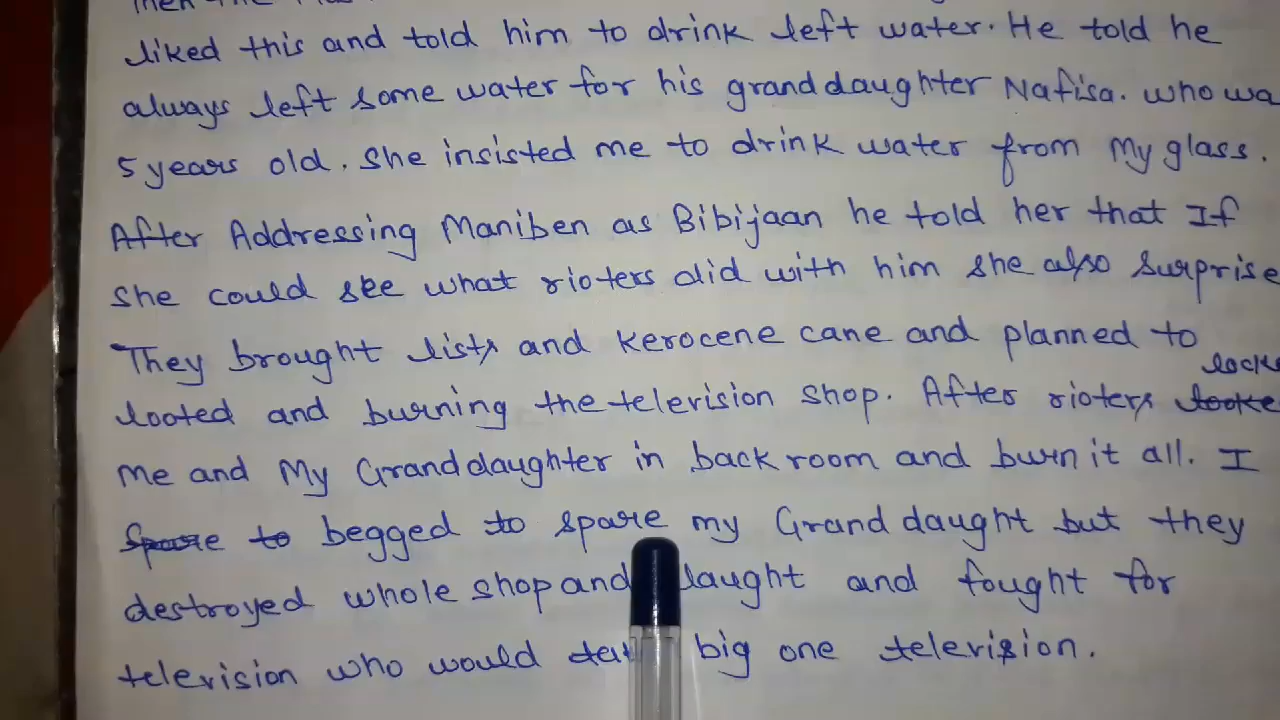 liked this and told him to drink left water. He told he
always left some water for his granddaughter Nafisa. who wa
5 years old. She insisted me to drink water from My glass.
After Addressing Maniben as Bibijaan he told her that If
She could see what rioters did with him she also Surprise
They brought lists and kerocene cane and planned to
looted and burning the television shop. After rioters lock
Me and My Granddaughter in back room and burn it all. I
begged to spare my Grand daught but they
destroyed whole shop and laught and fought for
television who would big one television.